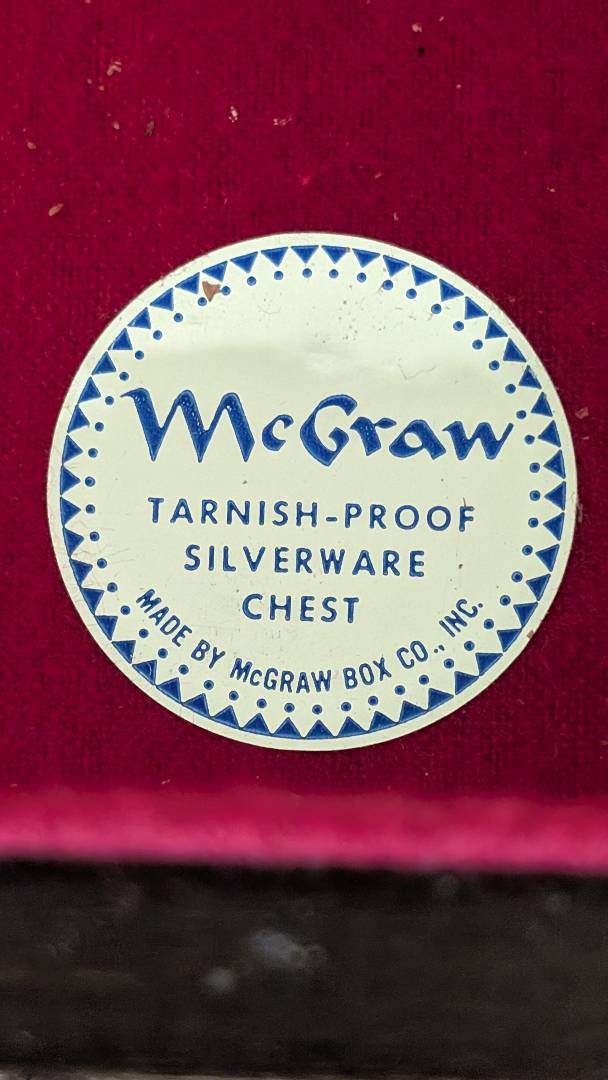 McGraw
TARNISH-PROOF
SILVERWARE
CHEST
MADE BY McGRAW BOX CO., INC.